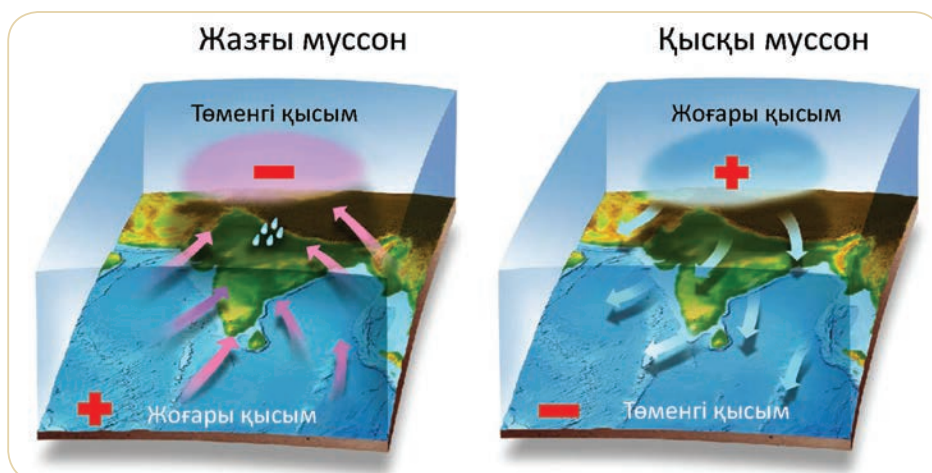 Жазғы муссон
Қысқы муссон
Төменгі қысым
Жоғары қысым
Жоғары қысым
Төменгі қысым